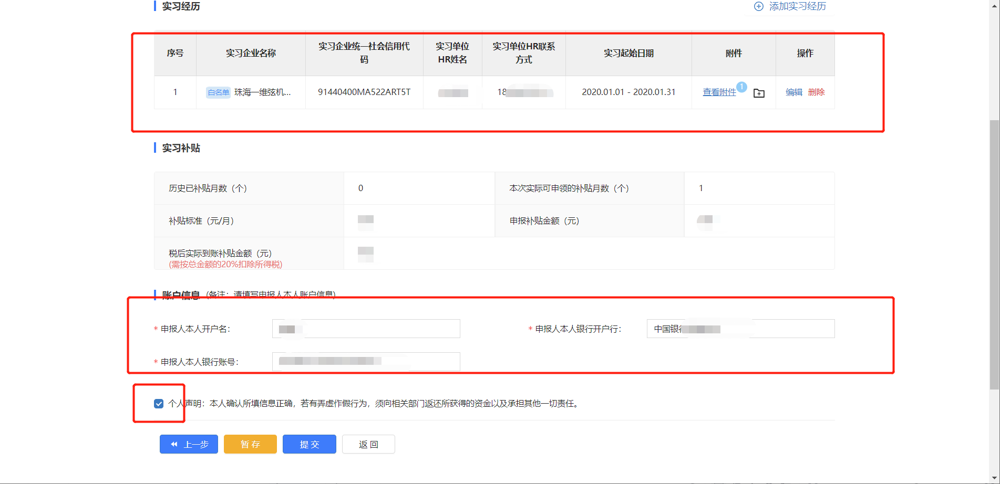 实习经历
添加实习经历
序号 实习企业名称 实习企业统一社会信用代码 实习单位HR姓名 实习单位HR联系方式 实习起始日期 附件 操作
1 白名单 珠海一维弦机... 91440400MA522ART5T 18 2020.01.01 - 2020.01.31 查看附件 1 编辑 删除
实习补贴
历史已补贴月数（个） 0 本次实际可申领的补贴月数（个） 1
补贴标准（元/月） 申报补贴金额（元）
税后实际到账补贴金额（元）
(需按总金额的20%扣除所得税)
账户信息 (备注：请填写申报人本人账户信息)
* 申报人本人开户名： * 申报人本人银行开户行： 中国银行
* 申报人本人银行账号：
个人声明：本人确认所填信息正确，若有弄虚作假行为，须向相关部门返还所获得的资金以及承担其他一切责任。
上一步 暂存 提交 返回